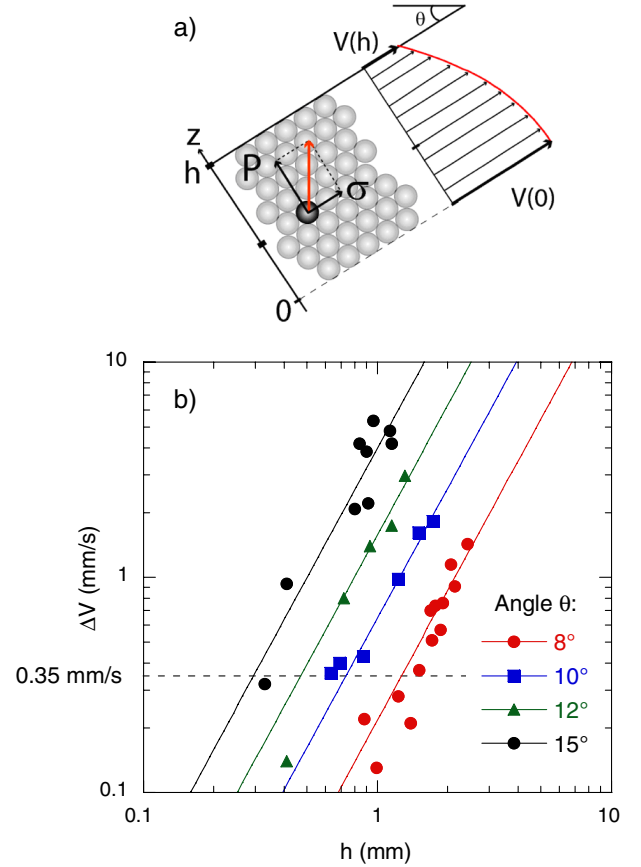 a)
θ
V(h)
z
h
P
σ
V(0)
0
b)
10
1
0.35 mm/s
0.1
ΔV (mm/s)
Angle θ:
8°
10°
12°
15°
0.1
1
10
h (mm)